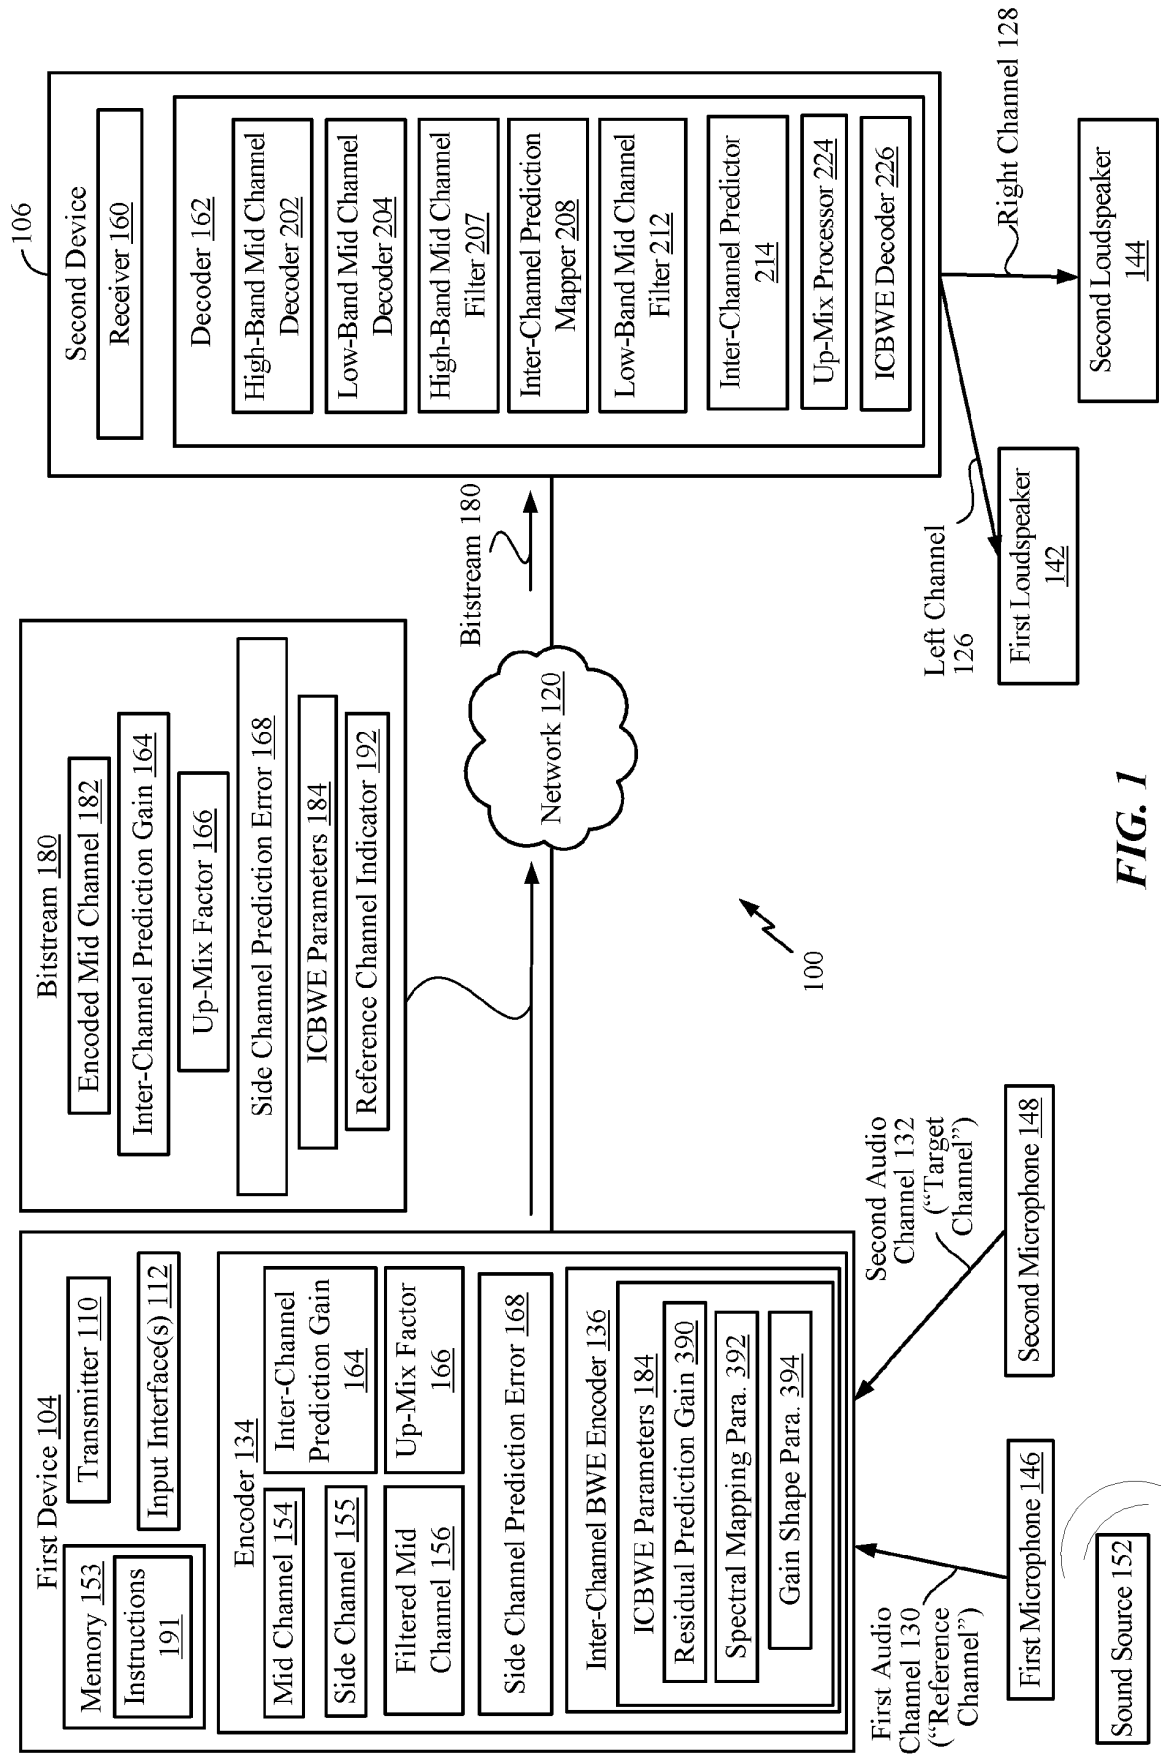 First Device 104
Memory 153
Instructions
191
Transmitter 110
Input Interface(s) 112
Encoder 134
Mid Channel 154
Side Channel 155
Filtered Mid
Channel 156
Inter-Channel
Prediction Gain
164
Up-Mix Factor
166
Side Channel Prediction Error 168
Inter-Channel BWE Encoder 136
ICBWE Parameters 184
Residual Prediction Gain 390
Spectral Mapping Para. 392
Gain Shape Para. 394
First Audio
Channel 130
(“Reference
Channel”)
Second Audio
Channel 132
(“Target
Channel”)
First Microphone 146
Second Microphone 148
Sound Source 152
Bitstream 180
Encoded Mid Channel 182
Inter-Channel Prediction Gain 164
Up-Mix Factor 166
Side Channel Prediction Error 168
ICBWE Parameters 184
Reference Channel Indicator 192
Network 120
Bitstream 180
100
106
Second Device
Receiver 160
Decoder 162
High-Band Mid Channel
Decoder 202
Low-Band Mid Channel
Decoder 204
High-Band Mid Channel
Filter 207
Inter-Channel Prediction
Mapper 208
Low-Band Mid Channel
Filter 212
Inter-Channel Predictor
214
Up-Mix Processor 224
ICBWE Decoder 226
Left Channel
126
Right Channel 128
First Loudspeaker
142
Second Loudspeaker
144
FIG. 1